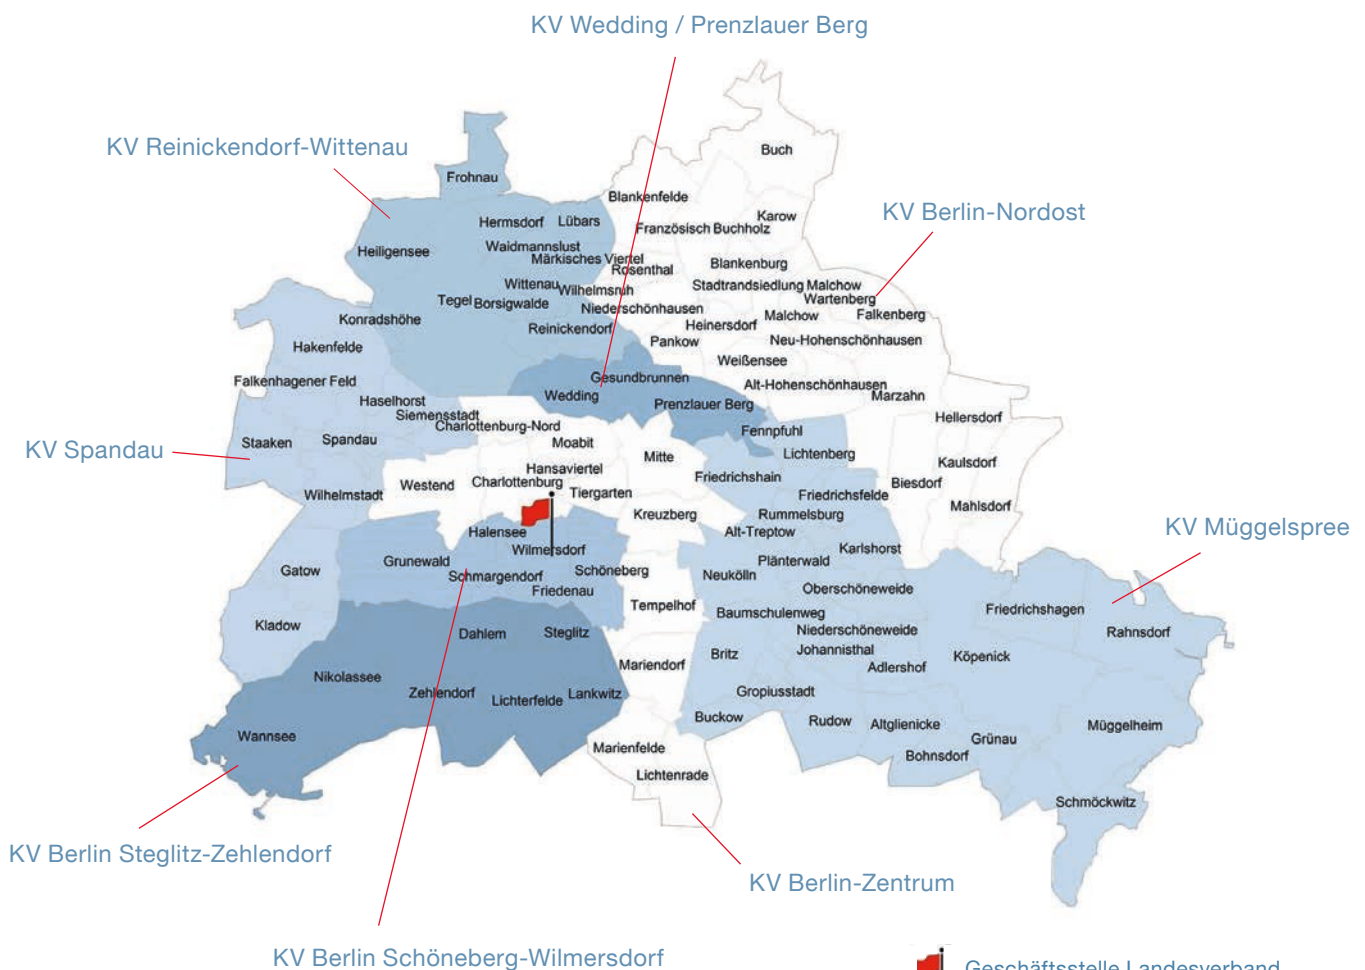 KV Wedding / Prenzlauer Berg
KV Reinickendorf-Wittenau
Buch
Frohnau
Blankenfelde
KV Berlin-Nordost
Hermsdorf
Lübars
Karow
Französisch Buchholz
Heiligensee
Waidmannslust
Märkisches Viertel
Rosenthal
Blankenburg
Wittenau
Wilhelmsruh
Stadtrandsiedlung Malchow
Wartenberg
Tegel
Borsigwalde
Niederschönhausen
Malchow
Falkenberg
Konradshöhe
Reinickendorf
Heinersdorf
Pankow
Neu-Hohenschönhausen
Hakenfelde
Weißensee
Falkenhagener Feld
Gesundbrunnen
Alt-Hohenschönhausen
Marzahn
Haselhorst
Wedding
Prenzlauer Berg
Siemensstadt
Charlottenburg-Nord
Hellersdorf
Fennpfuhl
KV Spandau
Staaken
Spandau
Moabit
Mitte
Lichtenberg
Kaulsdorf
Hansaviertel
Westend
Charlottenburg
Tiergarten
Friedrichshain
Biesdorf
Wilhelmstadt
Friedrichsfelde
Mahlsdorf
Kreuzberg
Rummelsburg
KV Müggelspree
Halensee
Alt-Treptow
Wilmersdorf
Karlshorst
Grunewald
Plänterwald
Gatow
Schmargendorf
Schöneberg
Neukölln
Friedenau
Oberschöneweide
Tempelhof
Baumschulenweg
Friedrichshagen
Kladow
Dahlem
Steglitz
Niederschöneweide
Rahnsdorf
Johannisthal
Mariendorf
Britz
Adlershof
Köpenick
Nikolassee
Zehlendorf
Lichterfelde
Lankwitz
Gropiusstadt
Buckow
Rudow
Altglienicke
Müggelheim
Wannsee
Marienfelde
Grünau
Bohnsdorf
Lichtenrade
Schmöckwitz
KV Berlin Steglitz-Zehlendorf
KV Berlin-Zentrum
KV Berlin Schöneberg-Wilmersdorf
Geschäftsstelle Landesverband